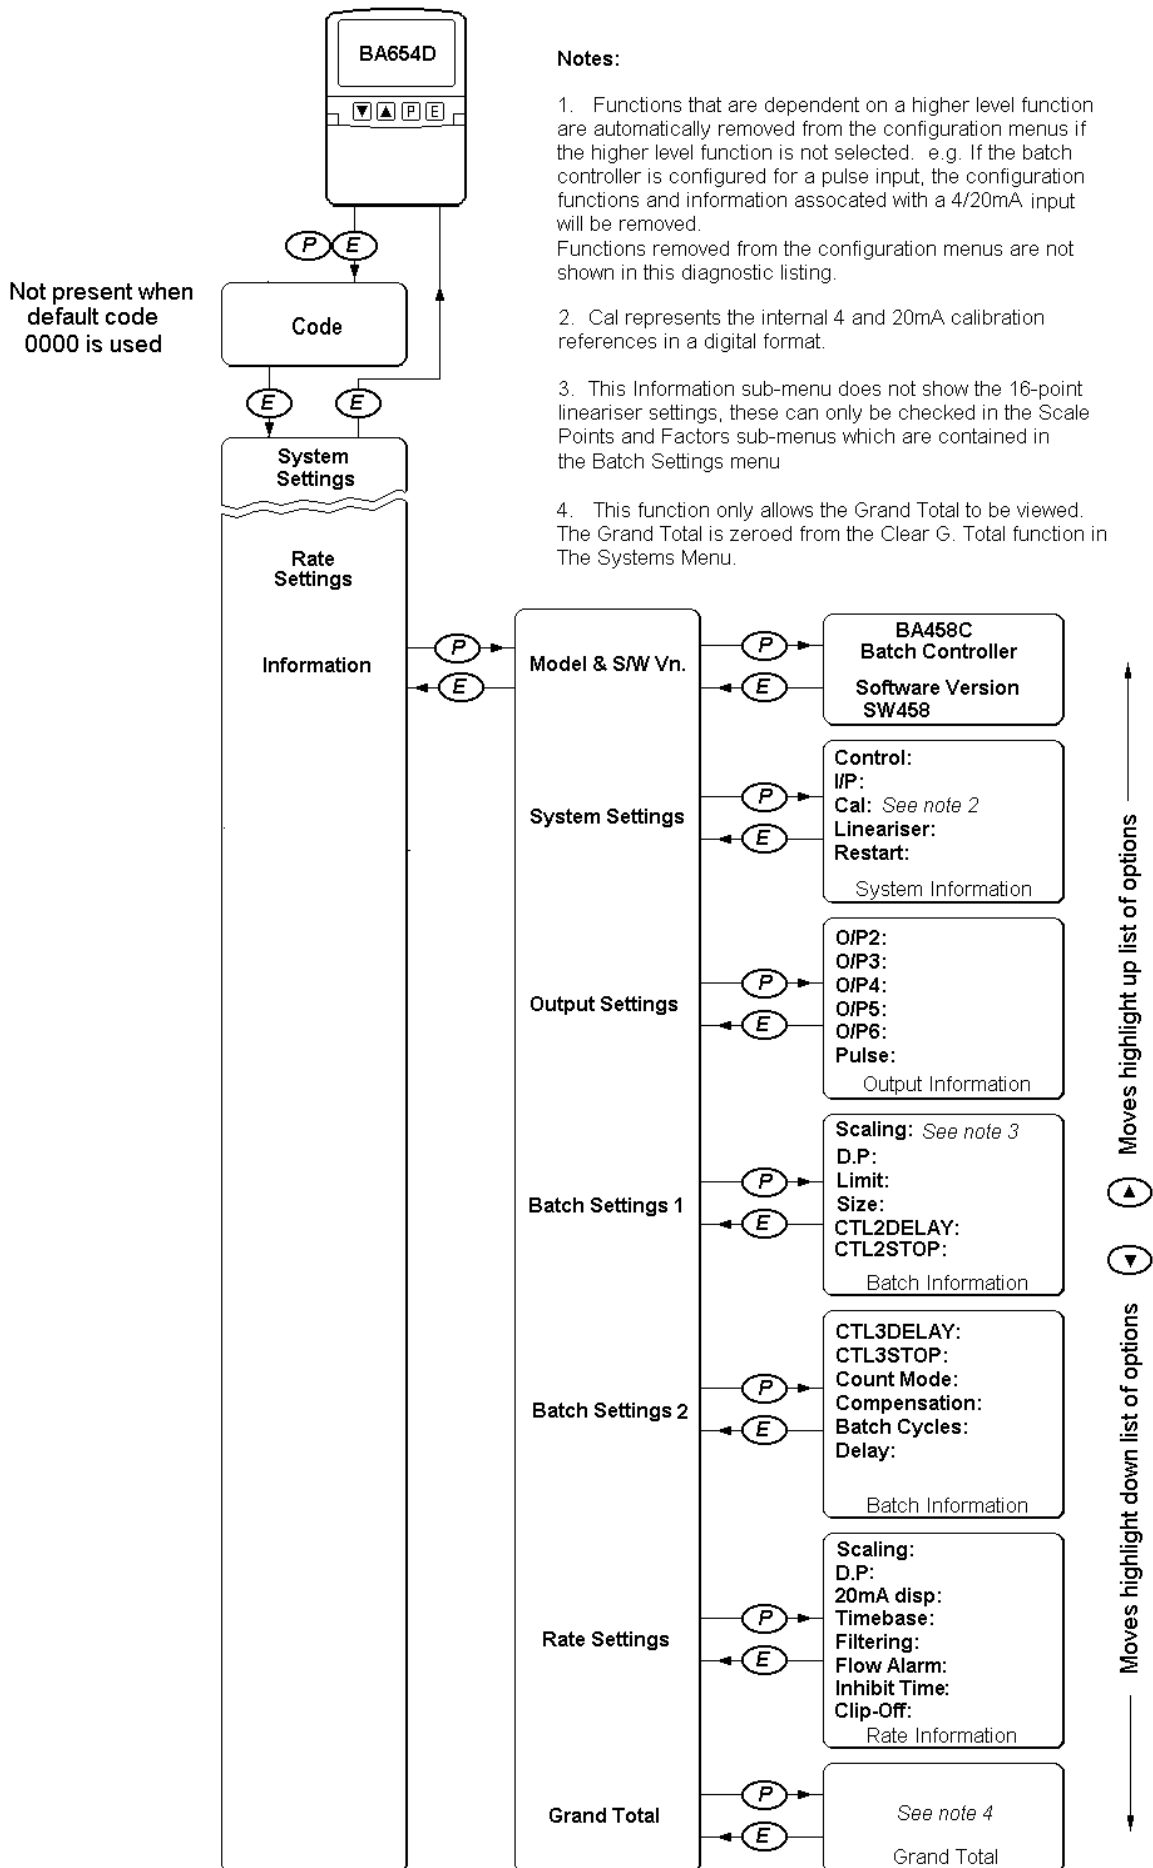 BA654D
▼ ▲ P E
Notes:
1. Functions that are dependent on a higher level function
are automatically removed from the configuration menus if
the higher level function is not selected. e.g. If the batch
controller is configured for a pulse input, the configuration
functions and information assocated with a 4/20mA input
will be removed.
Functions removed from the configuration menus are not
shown in this diagnostic listing.
2. Cal represents the internal 4 and 20mA calibration
references in a digital format.
3. This Information sub-menu does not show the 16-point
lineariser settings, these can only be checked in the Scale
Points and Factors sub-menus which are contained in
the Batch Settings menu
4. This function only allows the Grand Total to be viewed.
The Grand Total is zeroed from the Clear G. Total function in
The Systems Menu.
P E
Not present when
default code
0000 is used
Code
E E
System
Settings
Rate
Settings
Information
P
E
Model & S/W Vn.
P
E
BA458C
Batch Controller
Software Version
SW458
System Settings
P
E
Control:
I/P:
Cal: See note 2
Lineariser:
Restart:
System Information
Output Settings
P
E
O/P2:
O/P3:
O/P4:
O/P5:
O/P6:
Pulse:
Output Information
Batch Settings 1
P
E
Scaling: See note 3
D.P:
Limit:
Size:
CTL2DELAY:
CTL2STOP:
Batch Information
Batch Settings 2
P
E
CTL3DELAY:
CTL3STOP:
Count Mode:
Compensation:
Batch Cycles:
Delay:
Batch Information
Rate Settings
P
E
Scaling:
D.P:
20mA disp:
Timebase:
Filtering:
Flow Alarm:
Inhibit Time:
Clip-Off:
Rate Information
Grand Total
P
E
See note 4
Grand Total
▲ Moves highlight up list of options
▼ Moves highlight down list of options